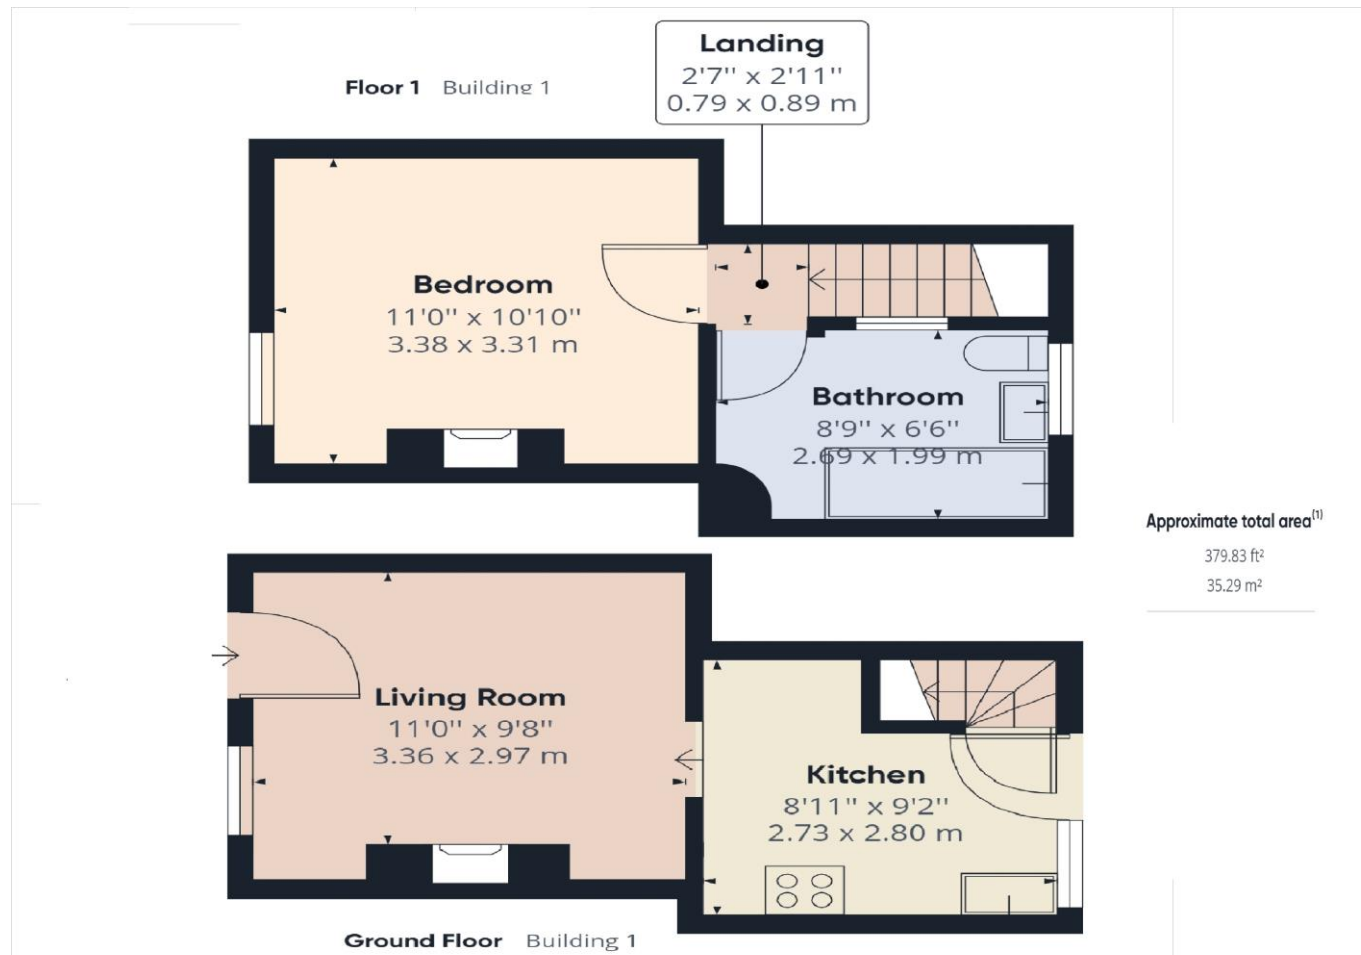 Landing
2'7" x 2'11"
0.79 x 0.89 m
Floor 1 Building 1
Bedroom
11'0" x 10'10"
3.38 x 3.31 m
Bathroom
8'9" x 6'6"
2.69 x 1.99 m
Approximate total area(1)
379.83 ft²
35.29 m²
Living Room
11'0" x 9'8"
3.36 x 2.97 m
Kitchen
8'11" x 9'2"
2.73 x 2.80 m
Ground Floor Building 1